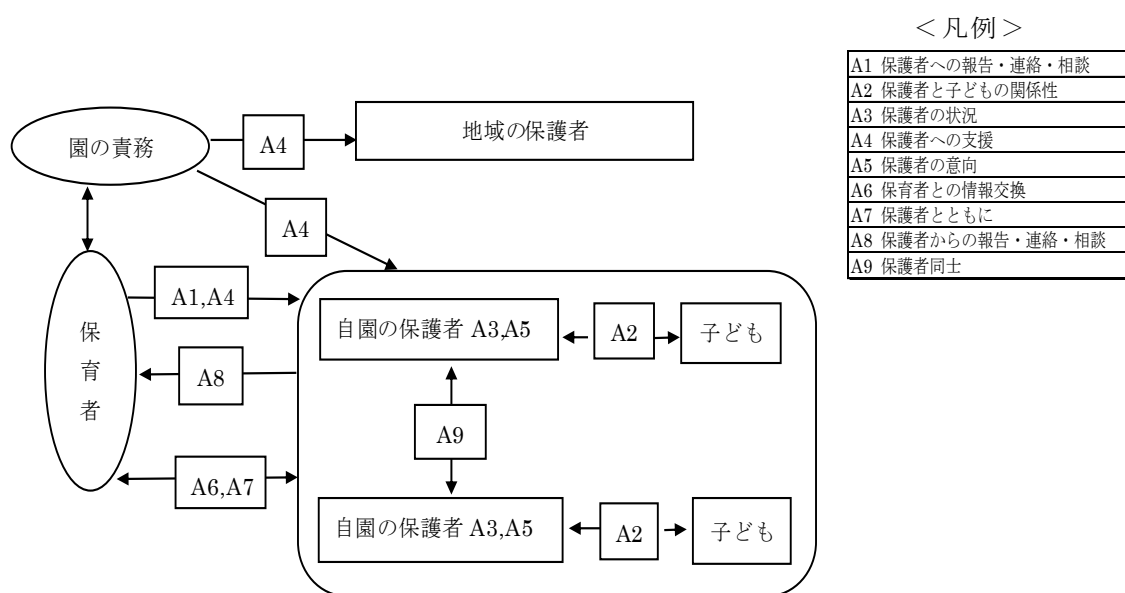 ＜凡例＞
A1 保護者への報告・連絡・相談
A2 保護者と子どもの関係性
A3 保護者の状況
A4 保護者への支援
A5 保護者の意向
A6 保育者との情報交換
A7 保護者とともに
A8 保護者からの報告・連絡・相談
A9 保護者同士
園の責務
A4
地域の保護者
A4
保育者
A1,A4
A8
A6,A7
自園の保護者 A3,A5
A2
子ども
A9
自園の保護者 A3,A5
A2
子ども